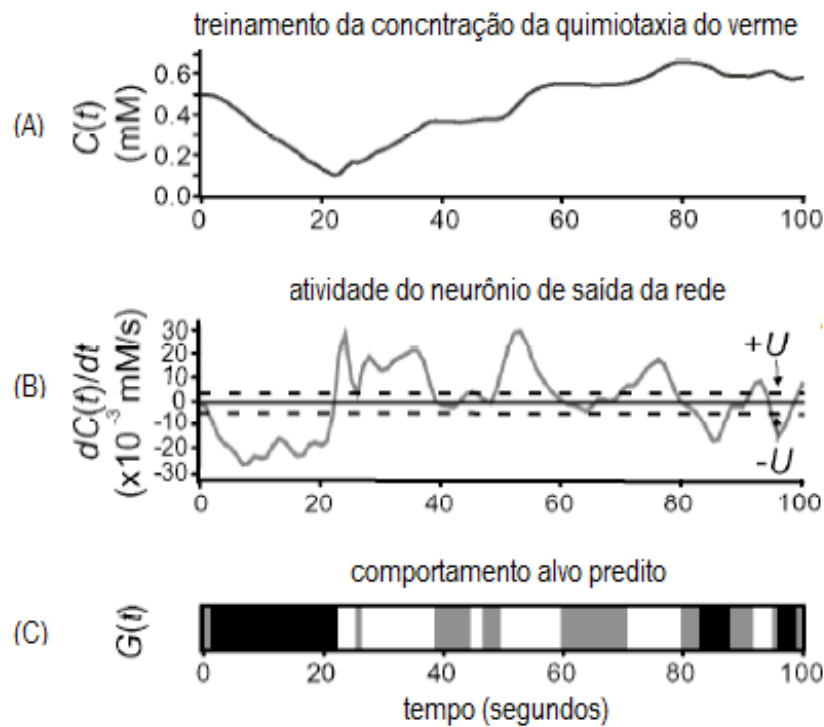 treinamento da concntração da quimiotaxia do verme
(A)
C(t)
(mM)
0.6
0.4
0.2
0.0
0 20 40 60 80 100
atividade do neurônio de saída da rede
(B)
dC(t)/dt
(x10⁻³ mM/s)
30
20
10
0
-10
-20
-30
+U
-U
0 20 40 60 80 100
comportamento alvo predito
(C)
G(t)
0 20 40 60 80 100
tempo (segundos)